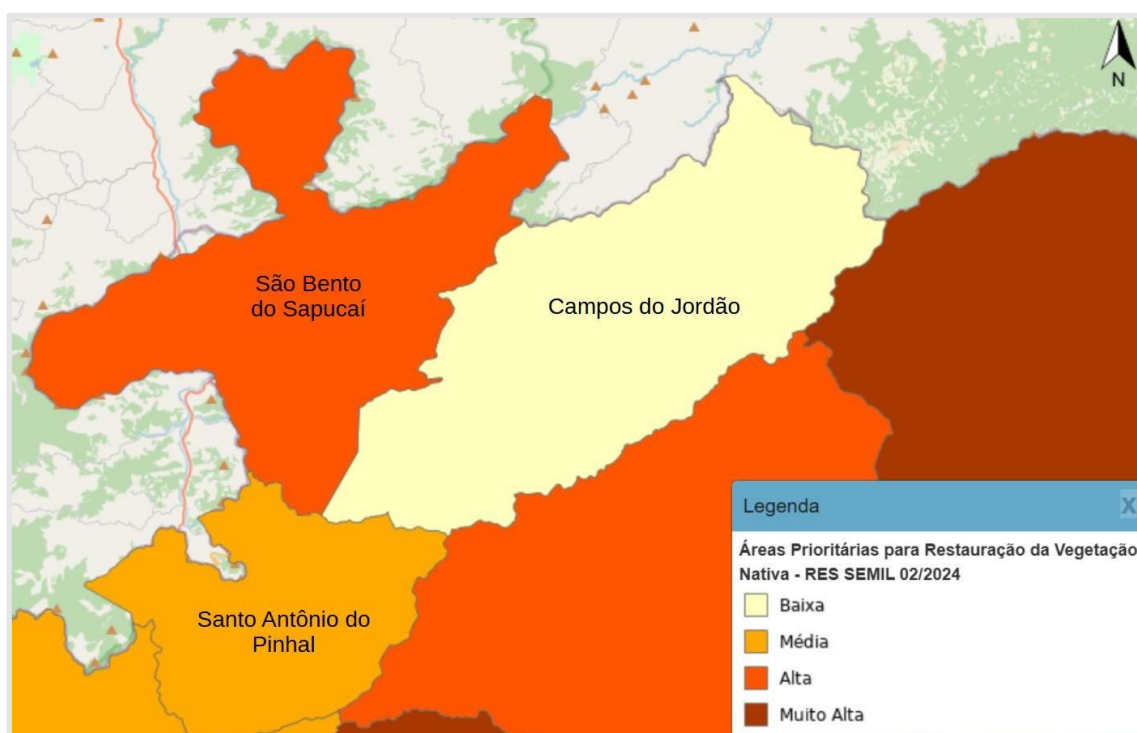 N
São Bento
do Sapucaí
Campos do Jordão
Santo Antônio do
Pinhal
Legenda
X
Áreas Prioritárias para Restauração da Vegetação
Nativa - RES SEMIL 02/2024
Baixa
Média
Alta
Muito Alta